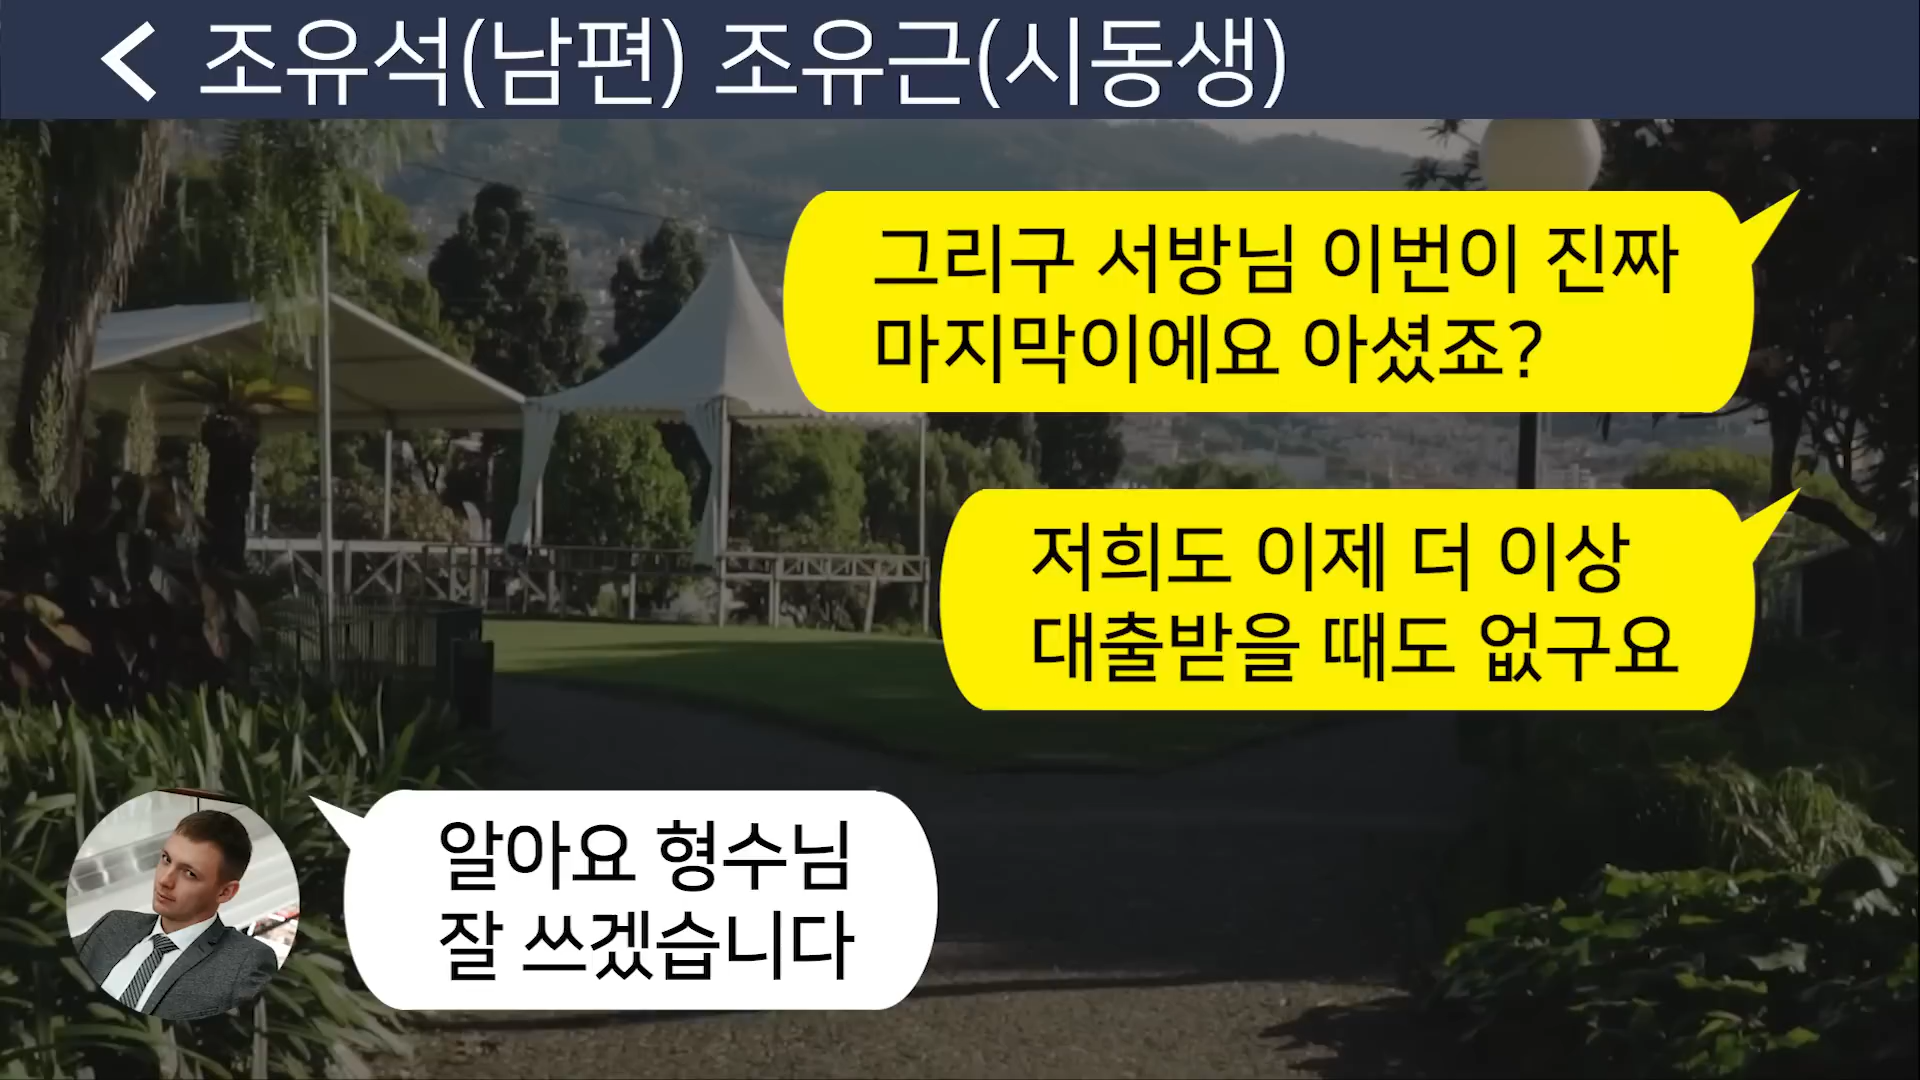 조유석(남편) 조유근(시동생)
그리구 서방님 이번이 진짜
마지막이에요 아셨죠?
저희도 이제 더 이상
대출받을 때도 없구요
알아요 형수님
잘 쓰겠습니다